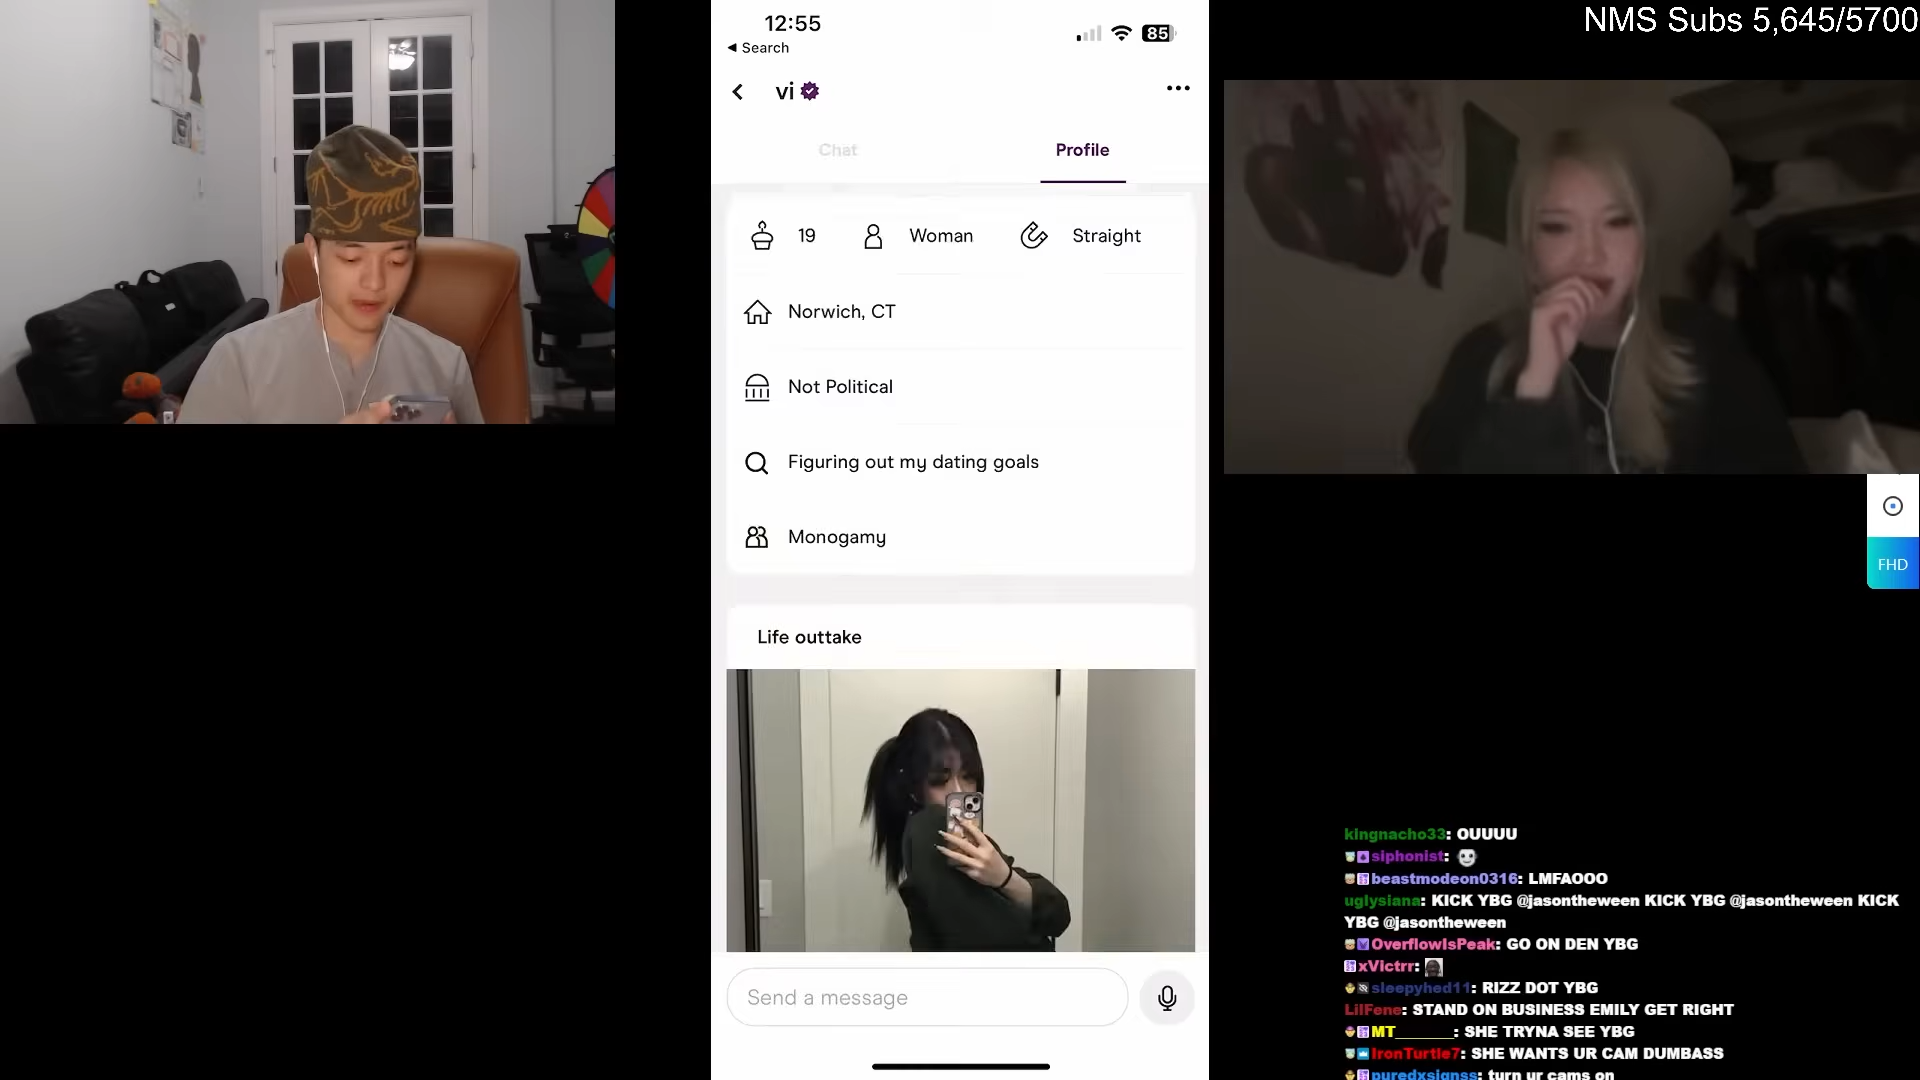 NMS Subs 5,645/5700
12:55
85
◀ Search
vi
Chat
Profile
19
Woman
Straight
Norwich, CT
Not Political
Figuring out my dating goals
Monogamy
Life outtake
Send a message
FHD
kingnacho33: OUUUU
siphonist:
beastmodeon0316: LMFAOOO
uglysiana: KICK YBG @jasontheween KICK YBG @jasontheween KICK
YBG @jasontheween
OverflowIsPeak: GO ON DEN YBG
xVictrr:
sleepyhed11: RIZZ DOT YBG
LilFene: STAND ON BUSINESS EMILY GET RIGHT
MT______: SHE TRYNA SEE YBG
IronTurtle7: SHE WANTS UR CAM DUMBASS
puredxsignss: turn ur cams on